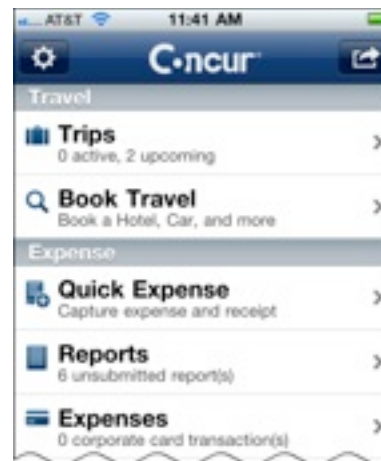 AT&T 11:41 AM
C•ncur
Travel
Trips
0 active, 2 upcoming
Book Travel
Book a Hotel, Car, and more
Expense
Quick Expense
Capture expense and receipt
Reports
6 unsubmitted report(s)
Expenses
0 corporate card transaction(s)